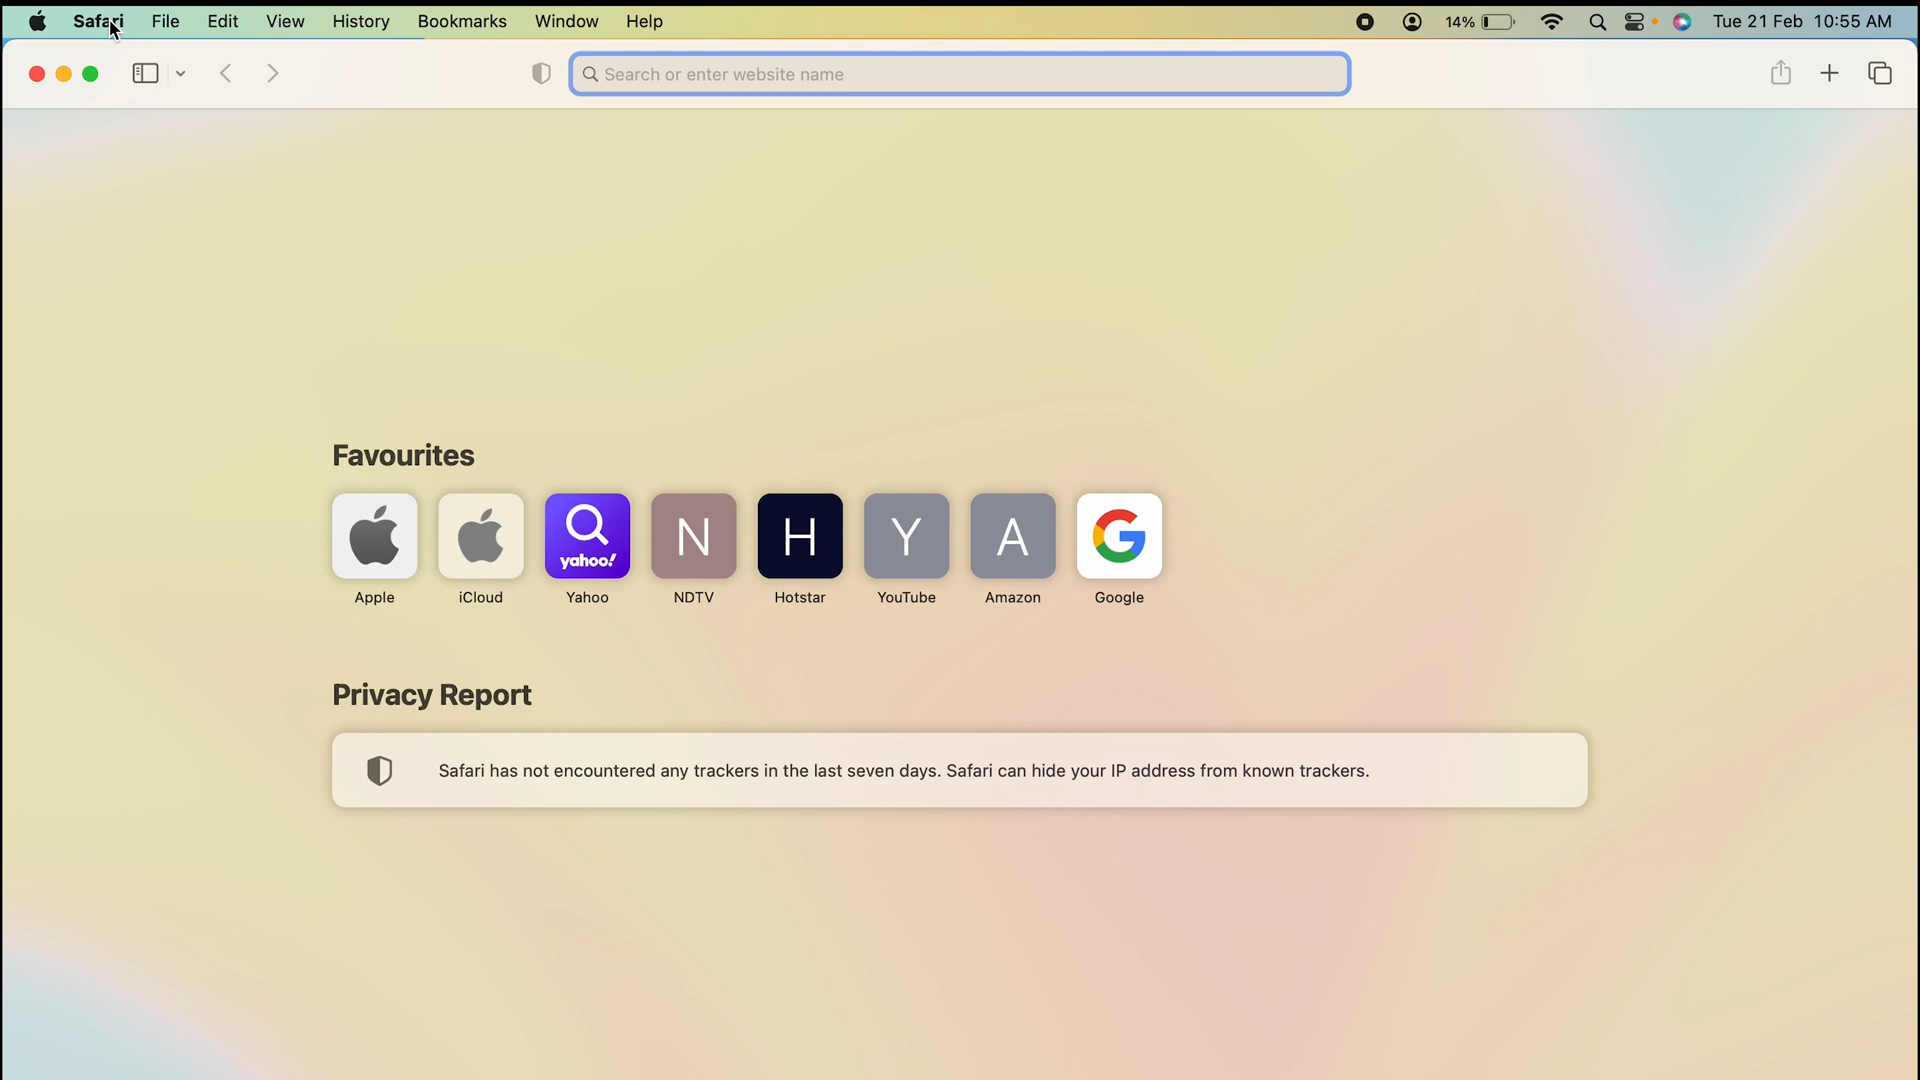 Safari File Edit View History Bookmarks Window Help 14% Tue 21 Feb 10:55 AM
Search or enter website name
Favourites
yahoo! N H Y A G
Apple iCloud Yahoo NDTV Hotstar YouTube Amazon Google
Privacy Report
Safari has not encountered any trackers in the last seven days. Safari can hide your IP address from known trackers.